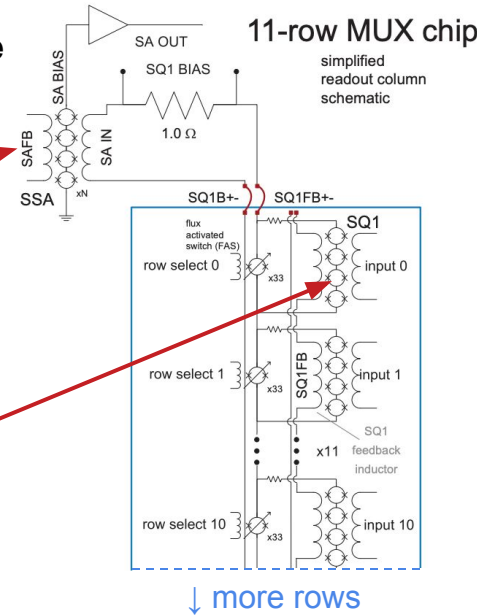 e
11-row MUX chip
simplified
readout column
schematic
SA OUT
SA BIAS
SQ1 BIAS
1.0 Ω
SAFB
SA IN
SSA
xN
SQ1B+-
SQ1FB+-
SQ1
flux
activated
switch (FAS)
row select 0
x33
input 0
row select 1
x33
SQ1FB
input 1
SQ1
feedback
inductor
x11
row select 10
x33
input 10
↓ more rows